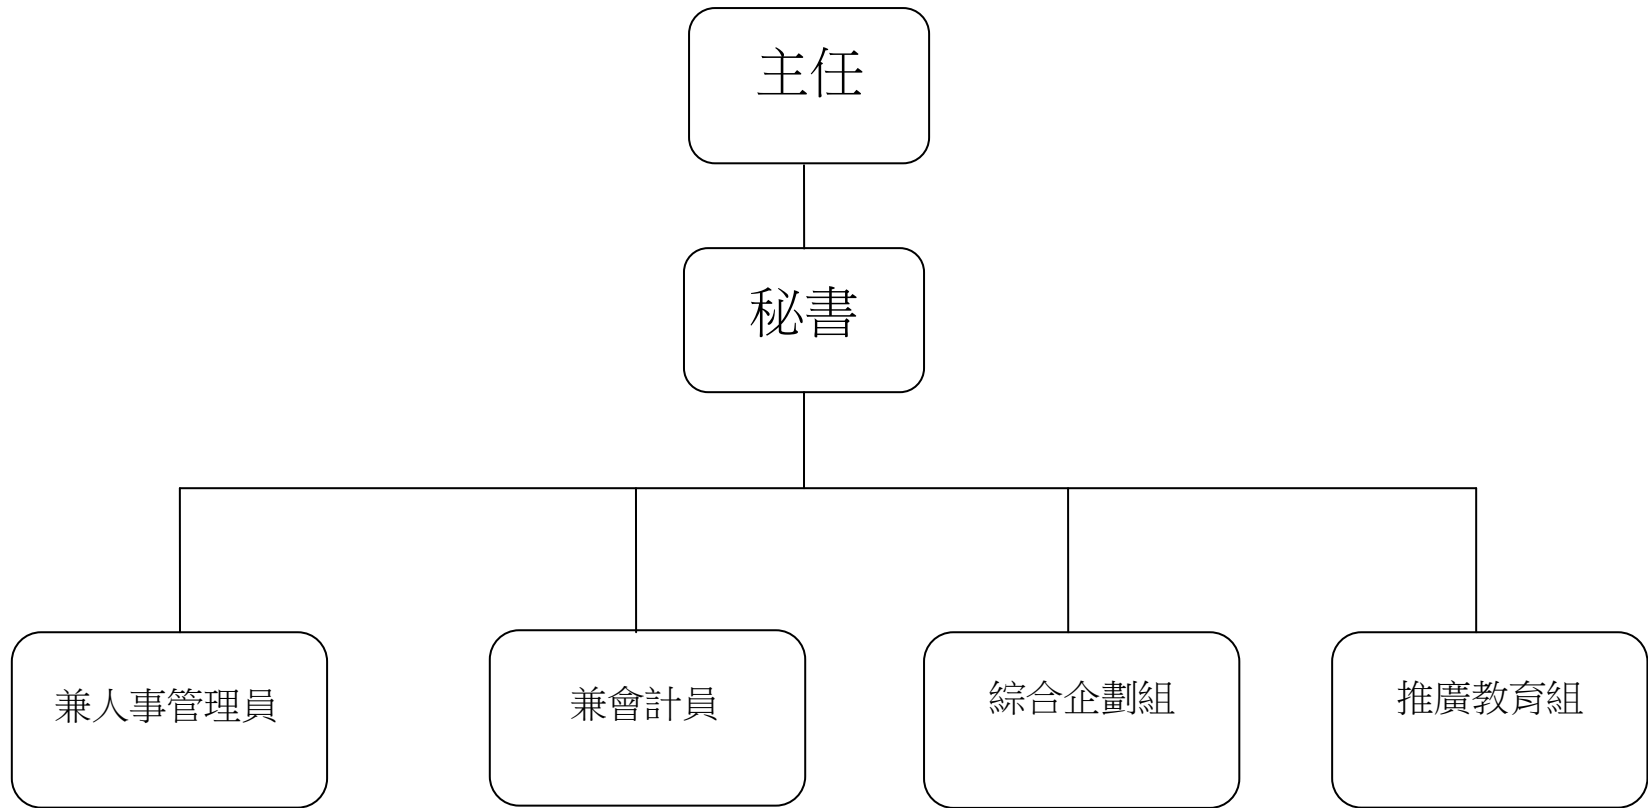 主任
秘書
兼人事管理員
兼會計員
綜合企劃組
推廣教育組